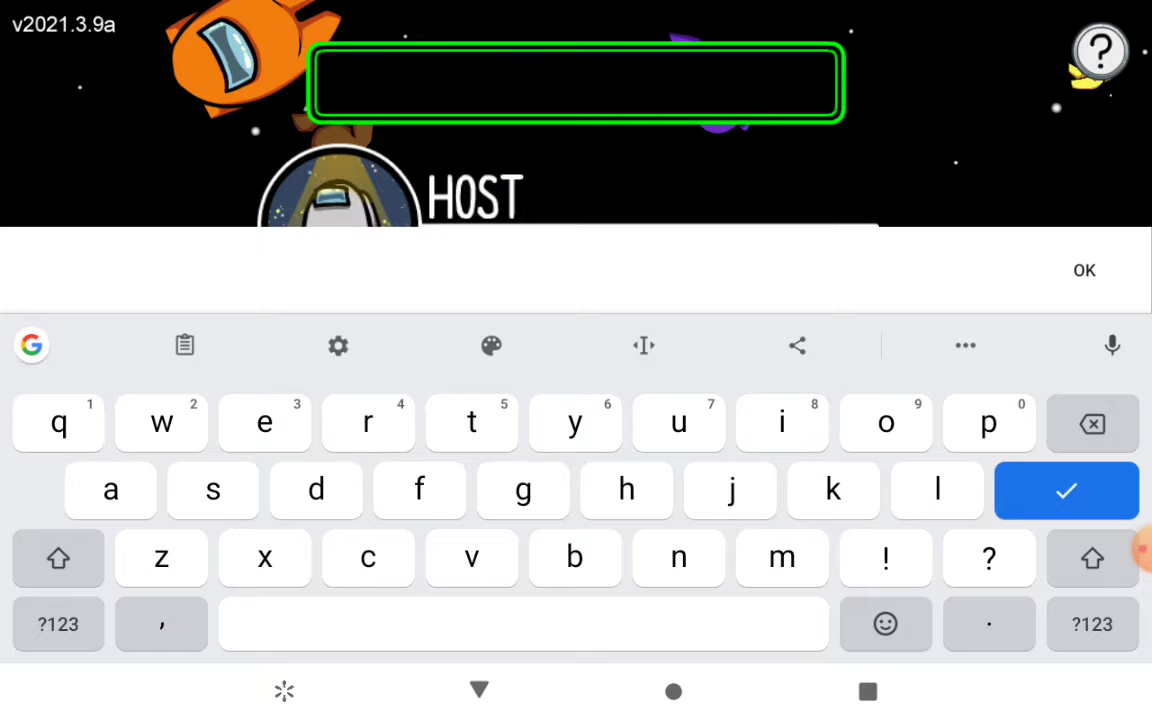 v2021.3.9a
?
HOST
OK
G
q 1 w 2 e 3 r 4 t 5 y 6 u 7 i 8 o 9 p 0
a s d f g h j k l
z x c v b n m ! ?
?123 , . ?123